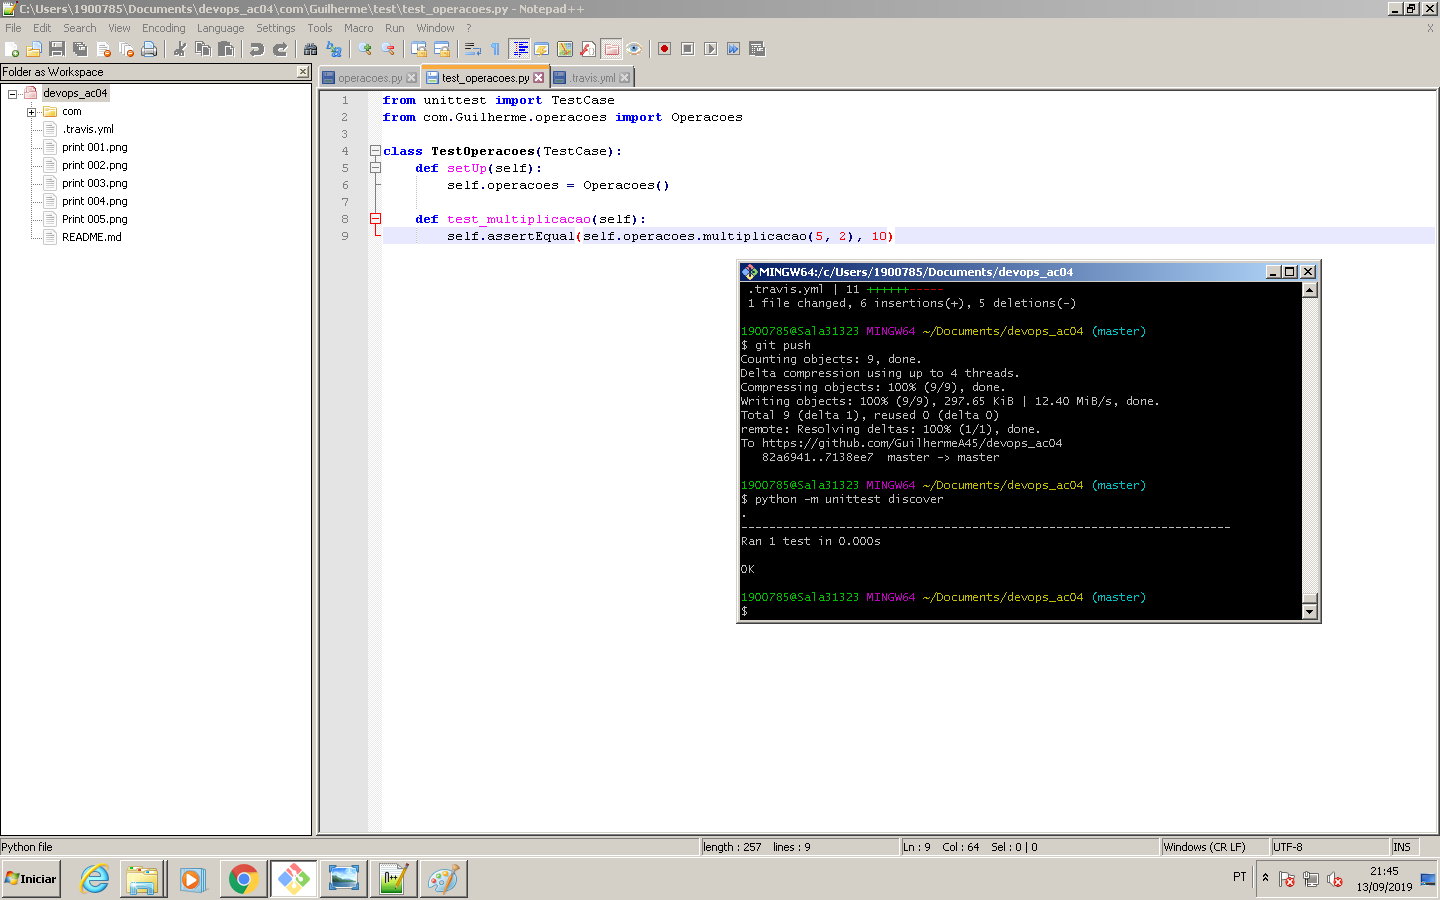 C:\Users\1900785\Documents\devops_ac04\com\Guilherme\test\test_operacoes.py - Notepad++
File Edit Search View Encoding Language Settings Tools Macro Run Window ? X
Folder as Workspace
devops_ac04
com
.travis.yml
print 001.png
print 002.png
print 003.png
print 004.png
Print 005.png
README.md
operacoes.py test_operacoes.py .travis.yml
1 from unittest import TestCase
2 from com.Guilherme.operacoes import Operacoes
3
4 class TestOperacoes(TestCase):
5 def setUp(self):
6 self.operacoes = Operacoes()
7
8 def test_multiplicacao(self):
9 self.assertEqual(self.operacoes.multiplicacao(5, 2), 10)
MINGW64:/c/Users/1900785/Documents/devops_ac04
.travis.yml | 11 ++++++-----
1 file changed, 6 insertions(+), 5 deletions(-)
1900785@Sala31323 MINGW64 ~/Documents/devops_ac04 (master)
$ git push
Counting objects: 9, done.
Delta compression using up to 4 threads.
Compressing objects: 100% (9/9), done.
Writing objects: 100% (9/9), 297.65 KiB | 12.40 MiB/s, done.
Total 9 (delta 1), reused 0 (delta 0)
remote: Resolving deltas: 100% (1/1), done.
To https://github.com/GuilhermeA45/devops_ac04
82a6941..7138ee7 master -> master
1900785@Sala31323 MINGW64 ~/Documents/devops_ac04 (master)
$ python -m unittest discover
.
----------------------------------------------------------------------
Ran 1 test in 0.000s
OK
1900785@Sala31323 MINGW64 ~/Documents/devops_ac04 (master)
$
Python file length : 257 lines : 9 Ln : 9 Col : 64 Sel : 0 | 0 Windows (CR LF) UTF-8 INS
Iniciar PT 21:45
13/09/2019